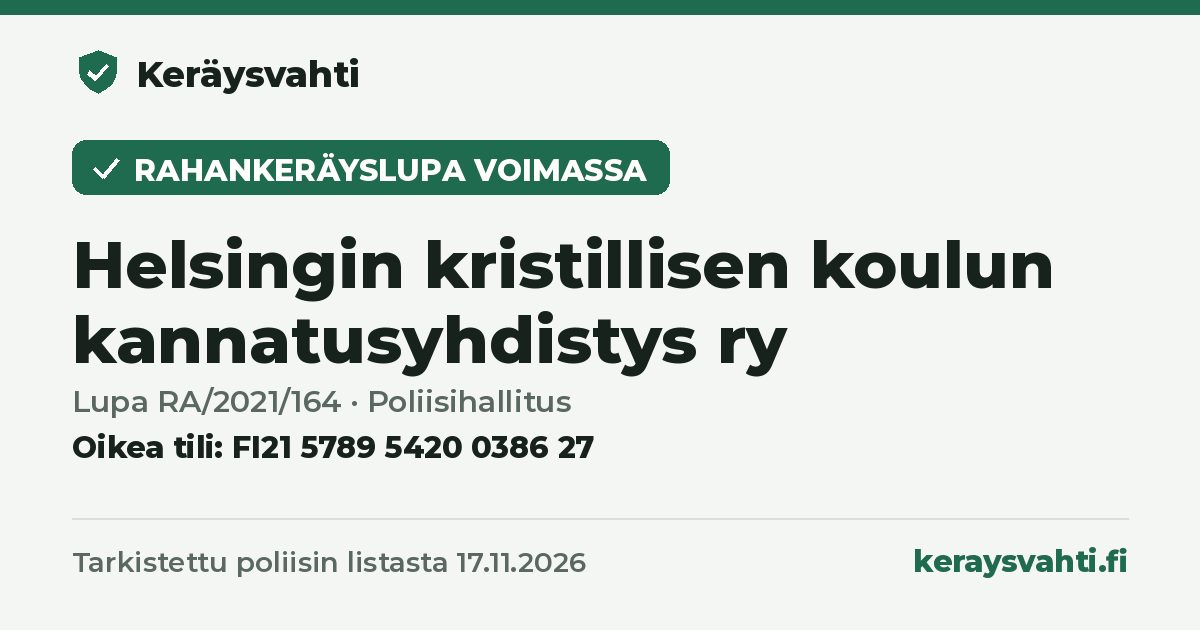 Keräysvahti
RAHANKERÄYSLUPA VOIMASSA
Helsingin kristillisen koulun
kannatusyhdistys ry
Lupa RA/2021/164 · Poliisihallitus
Oikea tili: FI21 5789 5420 0386 27
Tarkistettu poliisin listasta 17.11.2026
keraysvahti.fi